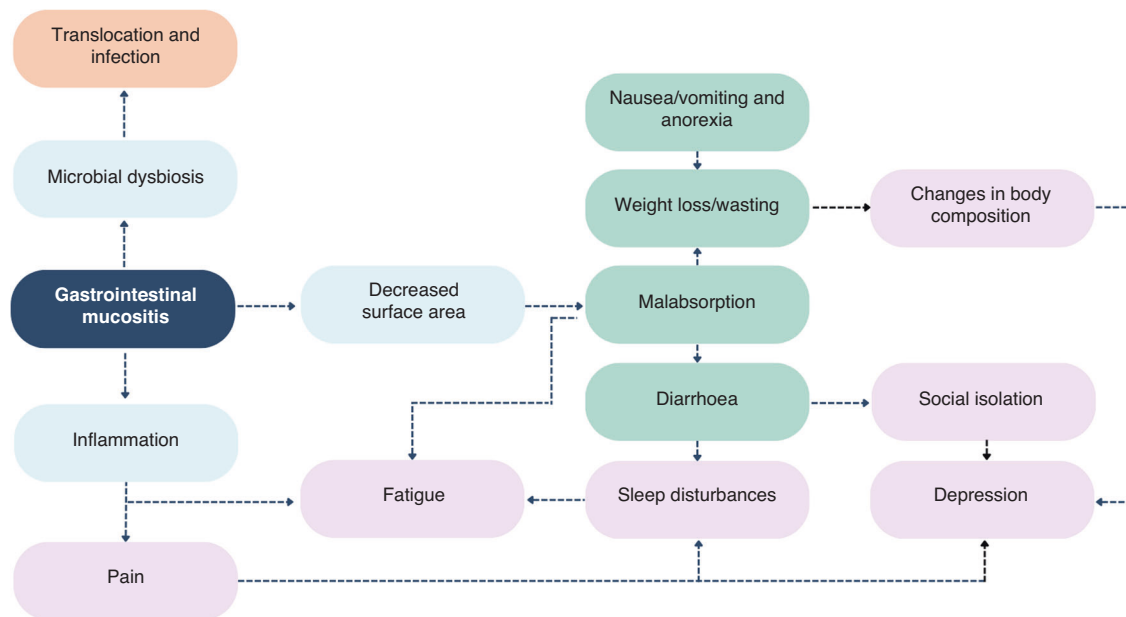 Translocation and
infection
Nausea/vomiting and
anorexia
Microbial dysbiosis
Weight loss/wasting
Changes in body
composition
Gastrointestinal
mucositis
Decreased
surface area
Malabsorption
Diarrhoea
Social isolation
Inflammation
Fatigue
Sleep disturbances
Depression
Pain